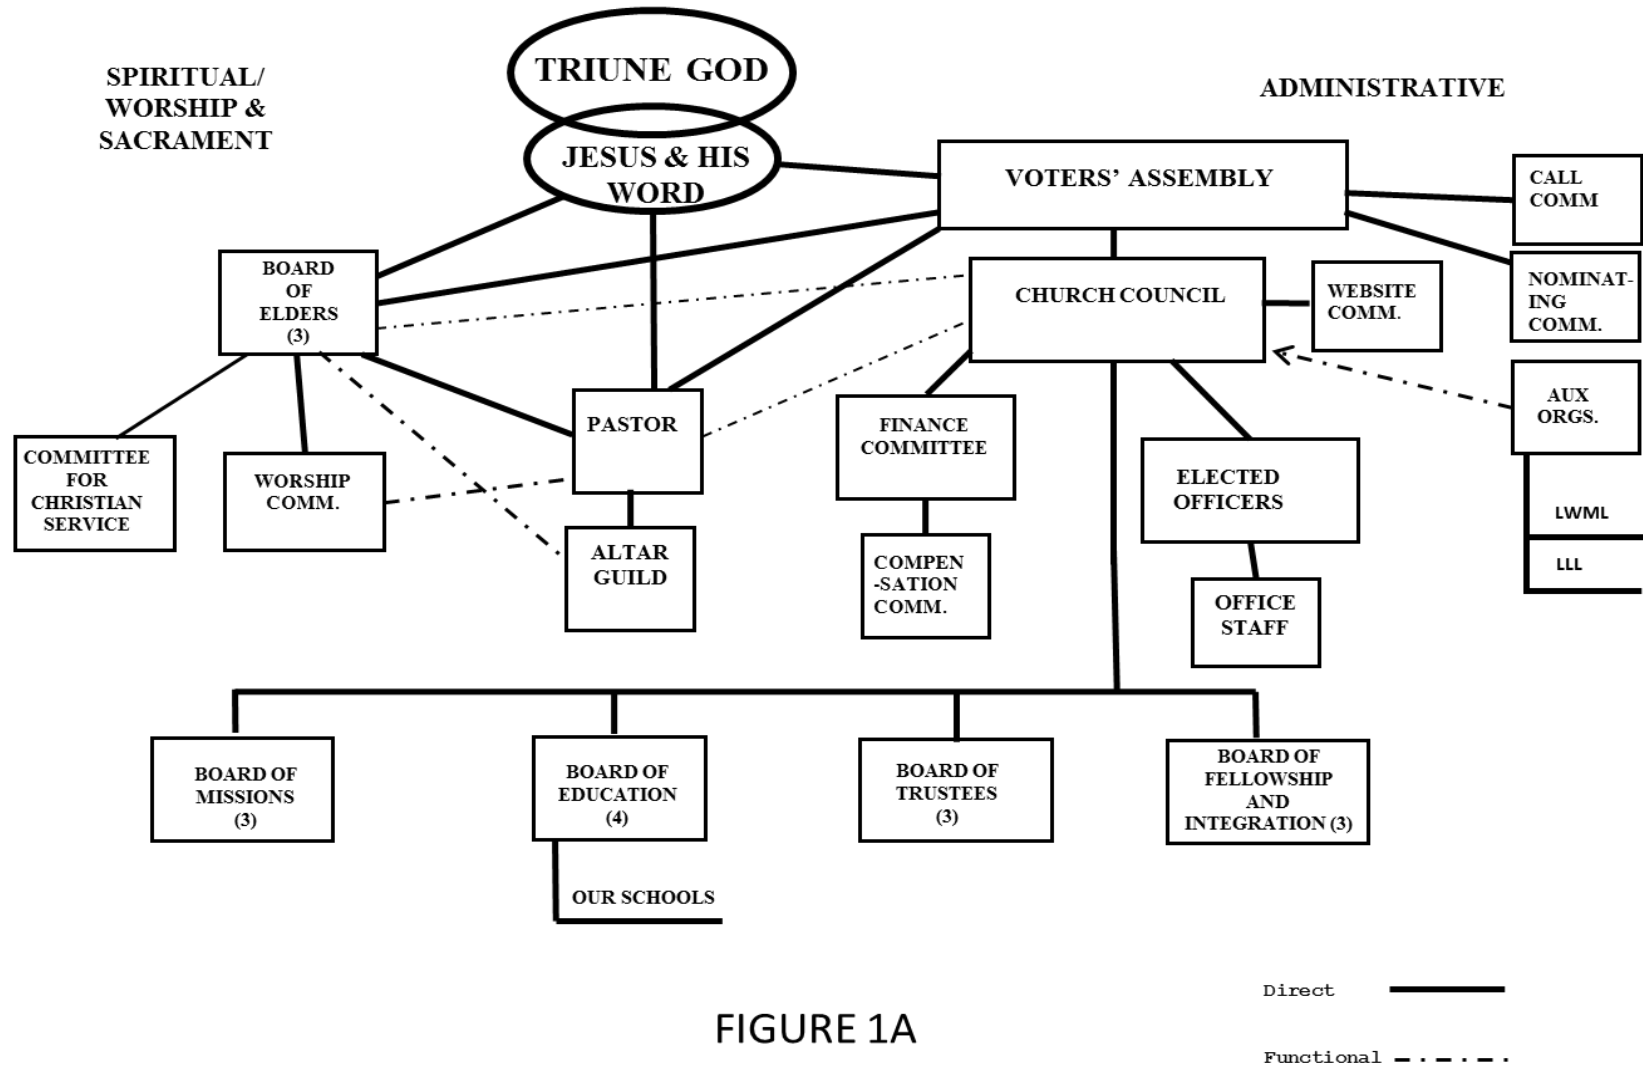 SPIRITUAL/
WORSHIP &
SACRAMENT
TRIUNE GOD
JESUS & HIS
WORD
ADMINISTRATIVE
VOTERS’ ASSEMBLY
CALL
COMM
NOMINAT-
ING
COMM.
BOARD
OF
ELDERS
(3)
CHURCH COUNCIL
WEBSITE
COMM.
AUX
ORGS.
LWML
LLL
COMMITTEE
FOR
CHRISTIAN
SERVICE
WORSHIP
COMM.
PASTOR
ALTAR
GUILD
FINANCE
COMMITTEE
COMPEN
-SATION
COMM.
ELECTED
OFFICERS
OFFICE
STAFF
BOARD OF
MISSIONS
(3)
BOARD OF
EDUCATION
(4)
OUR SCHOOLS
BOARD OF
TRUSTEES
(3)
BOARD OF
FELLOWSHIP
AND
INTEGRATION (3)
FIGURE 1A
Direct
Functional